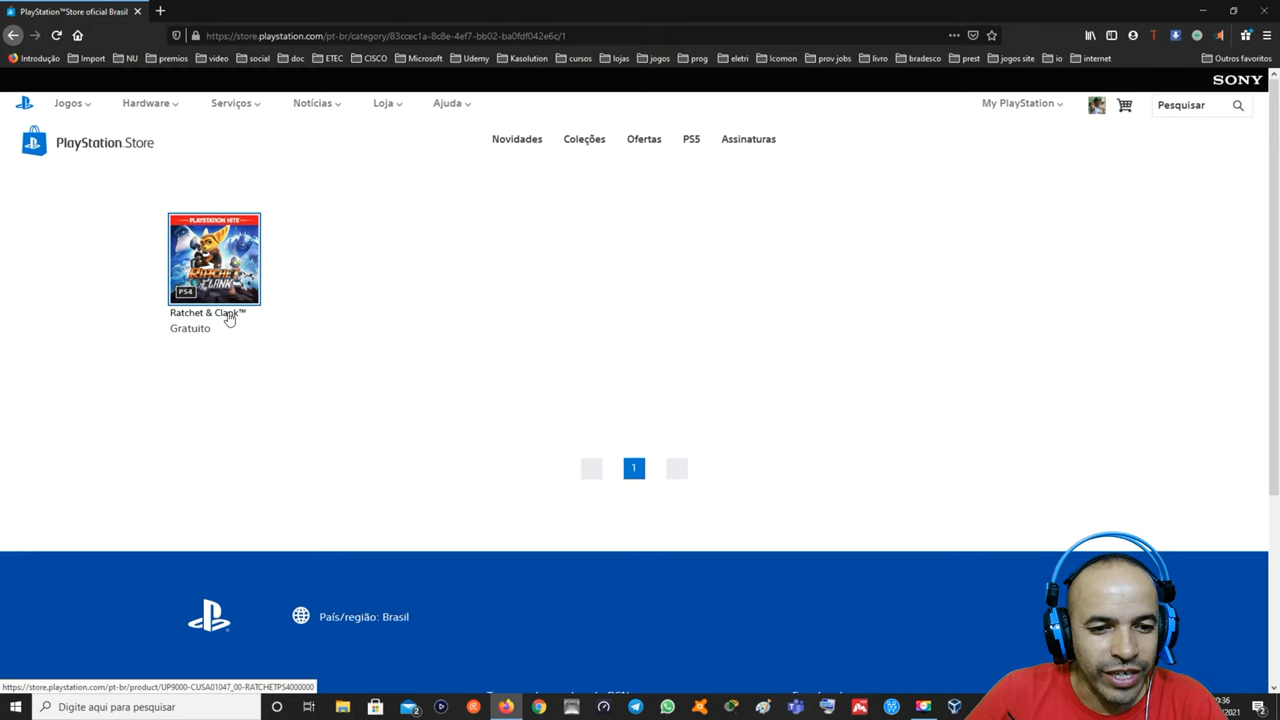 PlayStation™Store oficial Brasil
https://store.playstation.com/pt-br/category/83ccec1a-8c8e-4ef7-bb02-ba0fdf042e6c/1
Introdução Import NU premios video social doc ETEC CISCO Microsoft Udemy Kasolution cursos lojas jogos prog eletri Icomon prov jobs livro bradesco prest jogos site io internet Outros favoritos
SONY
Jogos Hardware Serviços Notícias Loja Ajuda My PlayStation Pesquisar
PlayStation.Store Novidades Coleções Ofertas PS5 Assinaturas
PLAYSTATION HITS
RATCHET
CLANK
PS4
Ratchet & Clank™
Gratuito
1
País/região: Brasil
https://store.playstation.com/pt-br/product/UP9000-CUSA01047_00-RATCHETPS4000000
Digite aqui para pesquisar